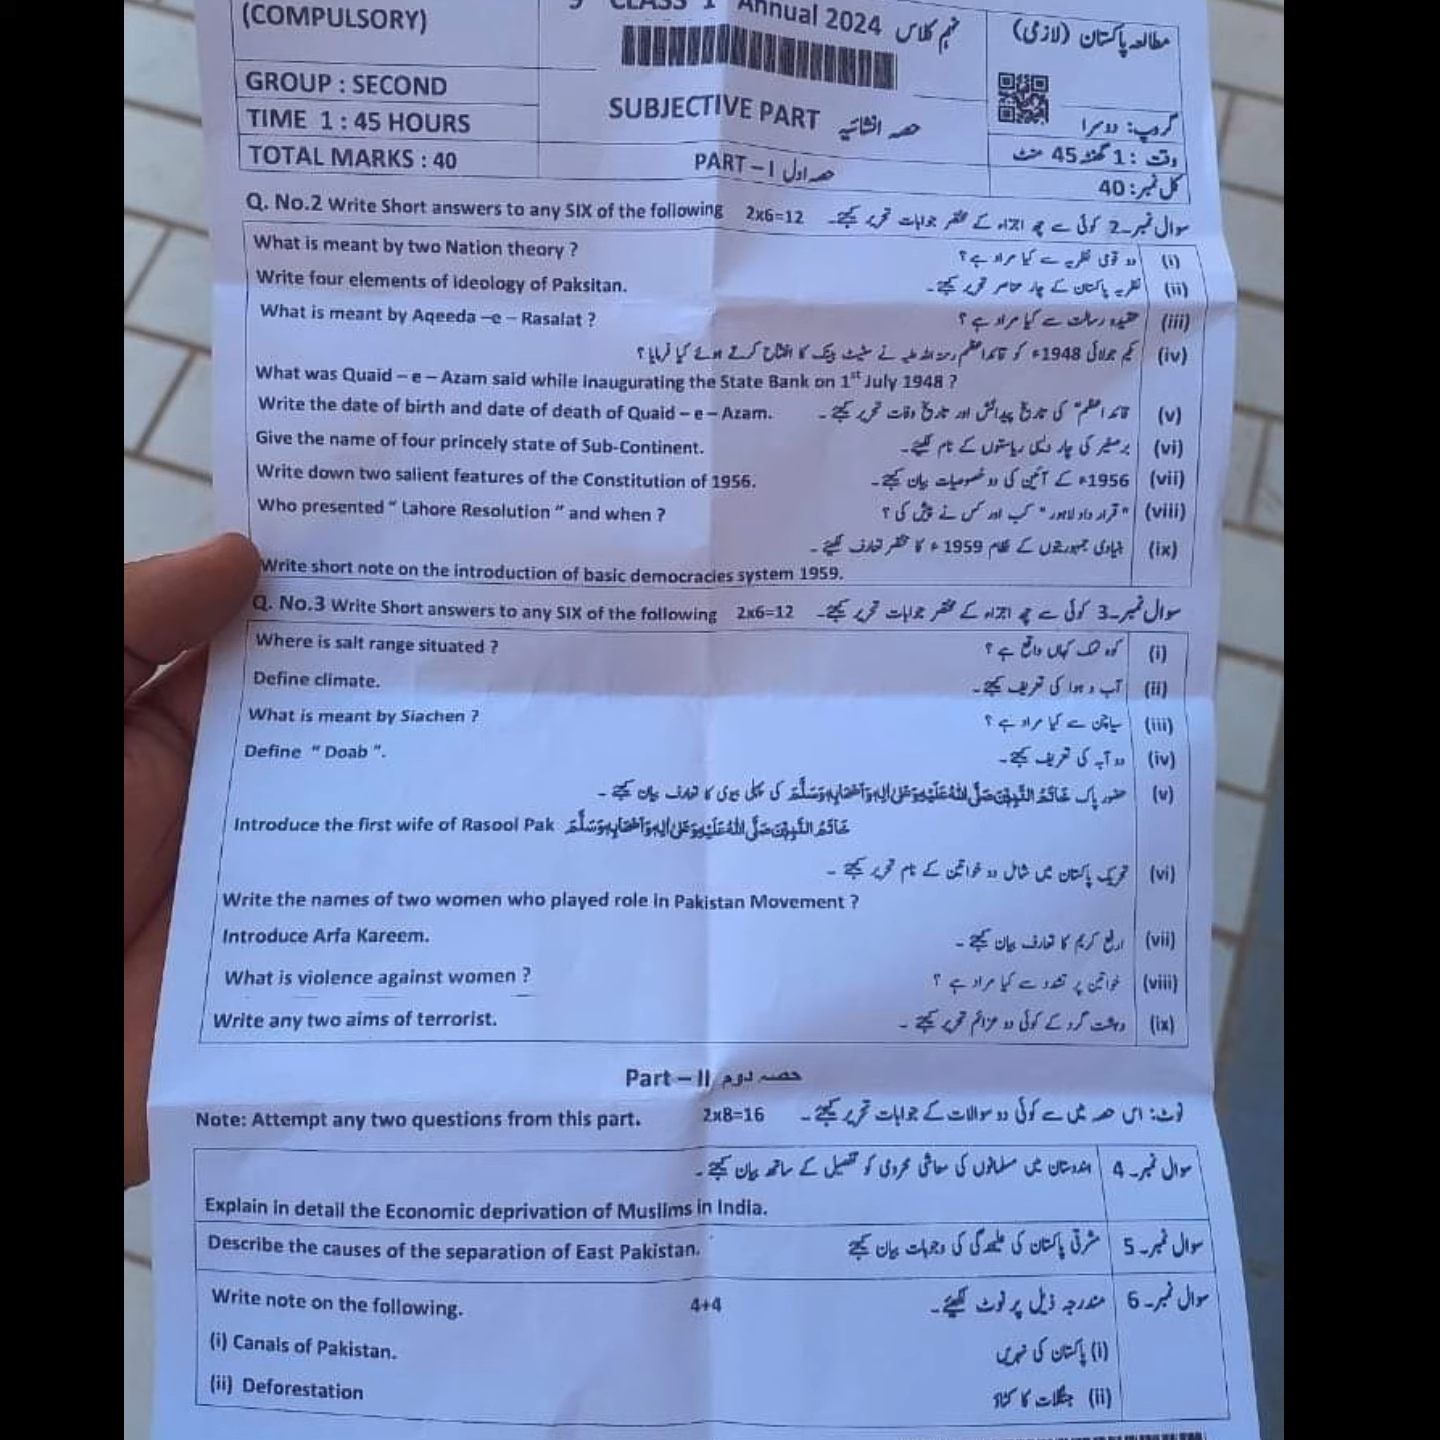 (COMPULSORY) CLASS 1 Annual 2024 نہم کلاس مطالعہ پاکستان (لازمی)
GROUP : SECOND گروپ: دوسرا
SUBJECTIVE PART حصہ انشائیہ
TIME 1 : 45 HOURS وقت : 1 گھنٹہ 45 منٹ
TOTAL MARKS : 40 PART – I حصہ اول کل نمبر: 40
Q. No.2 Write Short answers to any SIX of the following 2x6=12 سوال نمبر۔2 کوئی سے چھ اجزاء کے مختصر جوابات تحریر کیجئے۔
What is meant by two Nation theory ? دو قومی نظریہ سے کیا مراد ہے؟ (i)
Write four elements of ideology of Paksitan. نظریہ پاکستان کے چار عناصر تحریر کیجئے۔ (ii)
What is meant by Aqeeda –e – Rasalat ? عقیدہ رسالت سے کیا مراد ہے؟ (iii)
یکم جولائی 1948ء کو قائداعظم رحمۃ اللہ علیہ نے سٹیٹ بینک کا افتتاح کرتے ہوئے کیا فرمایا؟ (iv)
What was Quaid – e – Azam said while inaugurating the State Bank on 1st July 1948 ?
Write the date of birth and date of death of Quaid – e – Azam. قائداعظم کی تاریخ پیدائش اور تاریخ وفات تحریر کیجئے۔ (v)
Give the name of four princely state of Sub-Continent. برصغیر کی چار دیسی ریاستوں کے نام لکھیے۔ (vi)
Write down two salient features of the Constitution of 1956. 1956ء کے آئین کی دو خصوصیات بیان کیجئے۔ (vii)
Who presented “ Lahore Resolution ” and when ? "قرار داد لاہور" کب اور کس نے پیش کی؟ (viii)
بنیادی جمہوریتوں کے نظام 1959ء کا مختصر تعارف لکھیے۔ (ix)
Write short note on the introduction of basic democracies system 1959.
Q. No.3 Write Short answers to any SIX of the following 2x6=12 سوال نمبر۔3 کوئی سے چھ اجزاء کے مختصر جوابات تحریر کیجئے۔
Where is salt range situated ? کوہ نمک کہاں واقع ہے؟ (i)
Define climate. آب و ہوا کی تعریف کیجئے۔ (ii)
What is meant by Siachen ? سیاچن سے کیا مراد ہے؟ (iii)
Define “ Doab ”. دوآبہ کی تعریف کیجئے۔ (iv)
حضور پاک خَاتَمُ النَّبِیّٖنَ صَلَّی اللّٰهُ عَلَیْهِ وَعَلٰی اٰلِهٖ وَاَصْحَابِهٖ وَسَلَّمَ کی پہلی بیوی کا تعارف بیان کیجئے۔ (v)
Introduce the first wife of Rasool Pak خَاتَمُ النَّبِیّٖنَ صَلَّی اللّٰهُ عَلَیْهِ وَعَلٰی اٰلِهٖ وَاَصْحَابِهٖ وَسَلَّمَ
تحریک پاکستان میں شامل دو خواتین کے نام تحریر کیجئے۔ (vi)
Write the names of two women who played role in Pakistan Movement ?
Introduce Arfa Kareem. ارفع کریم کا تعارف بیان کیجئے۔ (vii)
What is violence against women ? خواتین پر تشدد سے کیا مراد ہے؟ (viii)
Write any two aims of terrorist. دہشت گرد کے کوئی دو عزائم تحریر کیجئے۔ (ix)
Part – II حصہ دوم
Note: Attempt any two questions from this part. 2x8=16 نوٹ: اس حصہ میں سے کوئی دو سوالات کے جوابات تحریر کیجئے۔
سوال نمبر۔4 ہندوستان میں مسلمانوں کی معاشی محرومی کو تفصیل کے ساتھ بیان کیجئے۔
Explain in detail the Economic deprivation of Muslims in India.
Describe the causes of the separation of East Pakistan. سوال نمبر۔5 مشرقی پاکستان کی علیحدگی کی وجوہات بیان کیجئے
Write note on the following. 4+4 سوال نمبر۔6 مندرجہ ذیل پر نوٹ لکھیے۔
(i) Canals of Pakistan. (i) پاکستان کی نہریں
(ii) Deforestation (ii) جنگلات کا کٹاؤ